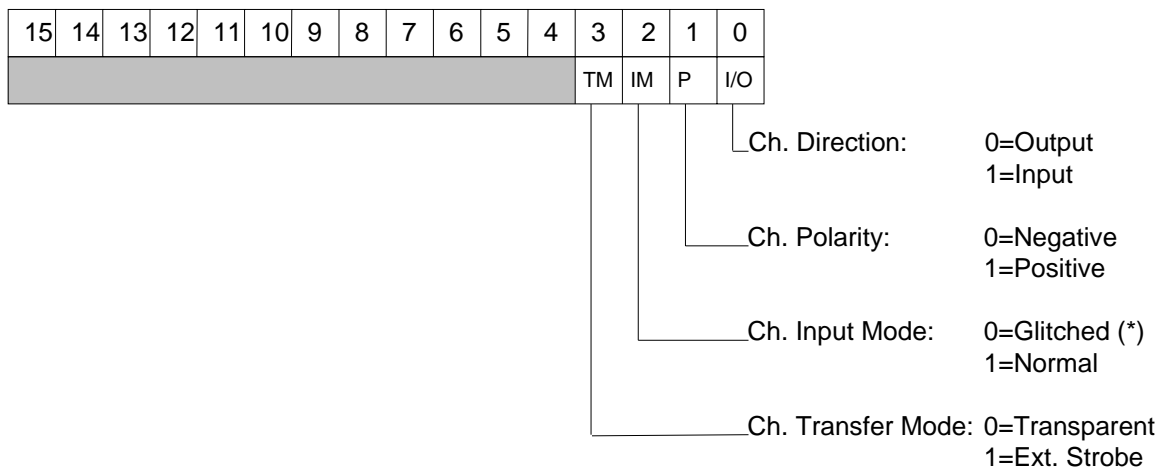 15 14 13 12 11 10 9 8 7 6 5 4 3 2 1 0
TM IM P I/O
Ch. Direction: 0=Output
1=Input
Ch. Polarity: 0=Negative
1=Positive
Ch. Input Mode: 0=Glitched (*)
1=Normal
Ch. Transfer Mode: 0=Transparent
1=Ext. Strobe